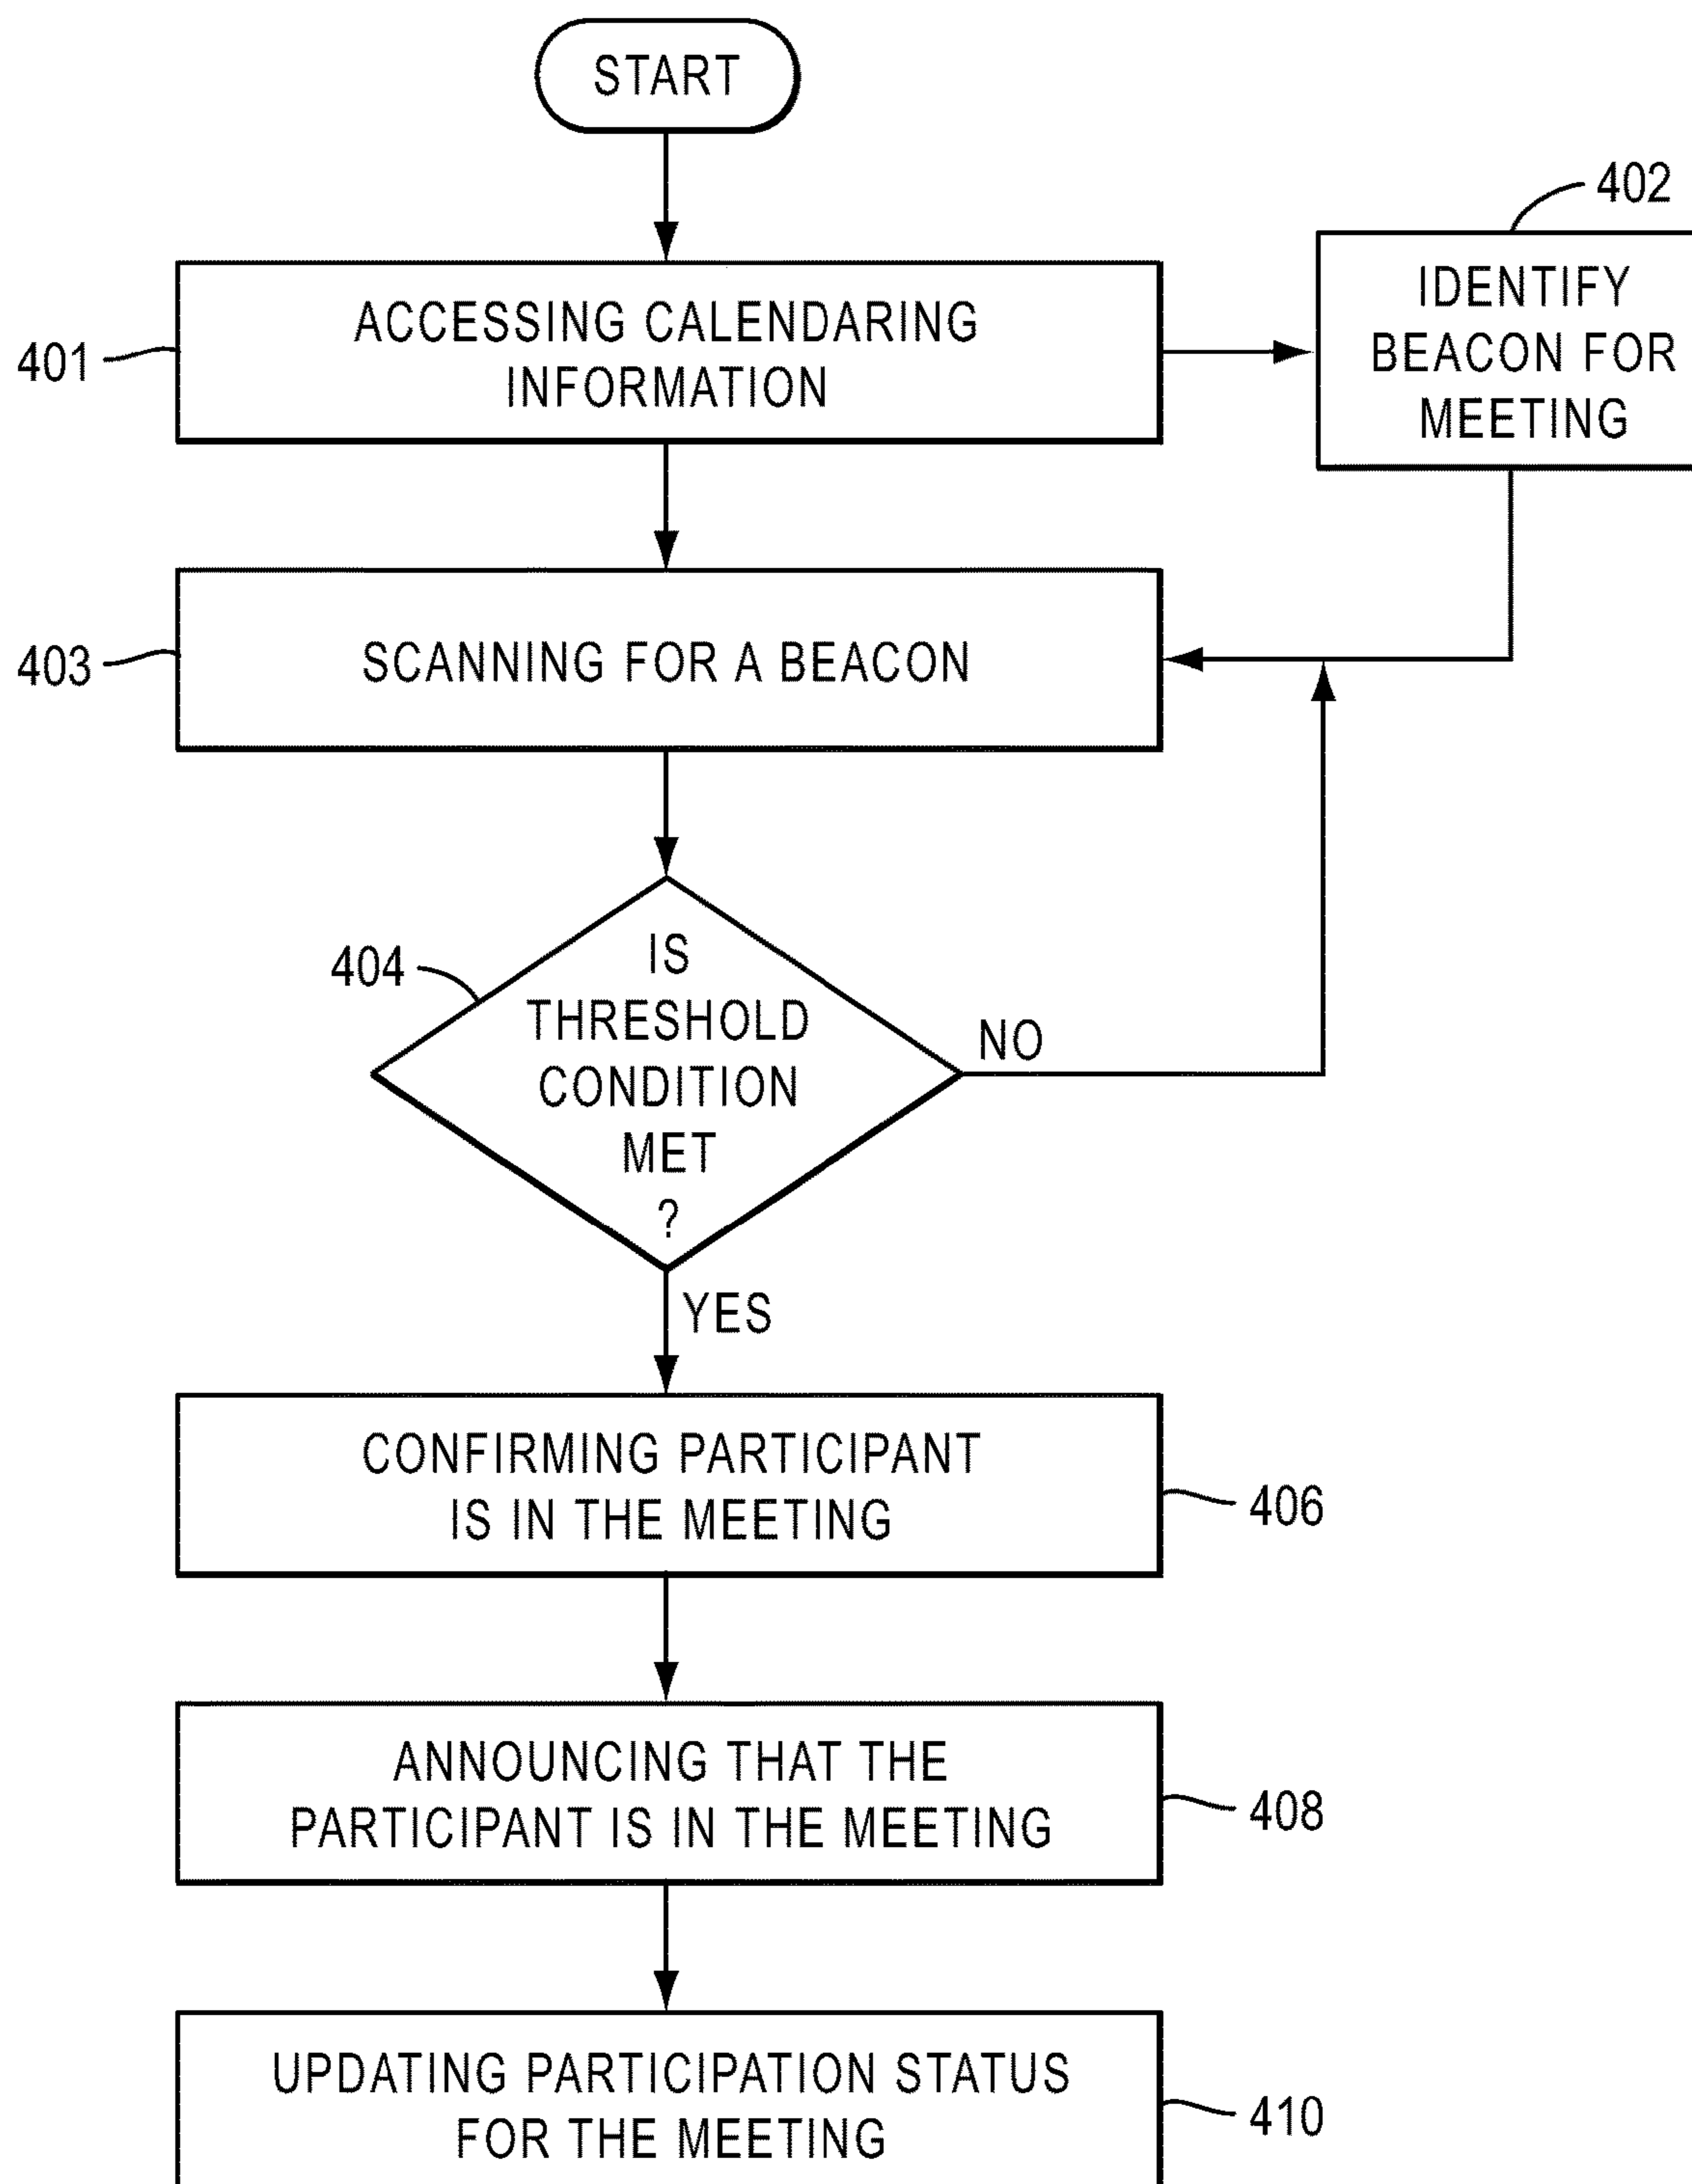 START
402
IDENTIFY
BEACON FOR
MEETING
401
ACCESSING CALENDARING
INFORMATION
403
SCANNING FOR A BEACON
404
IS
THRESHOLD
CONDITION
MET
?
NO
YES
CONFIRMING PARTICIPANT
IS IN THE MEETING
406
ANNOUNCING THAT THE
PARTICIPANT IS IN THE MEETING
408
UPDATING PARTICIPATION STATUS
FOR THE MEETING
410